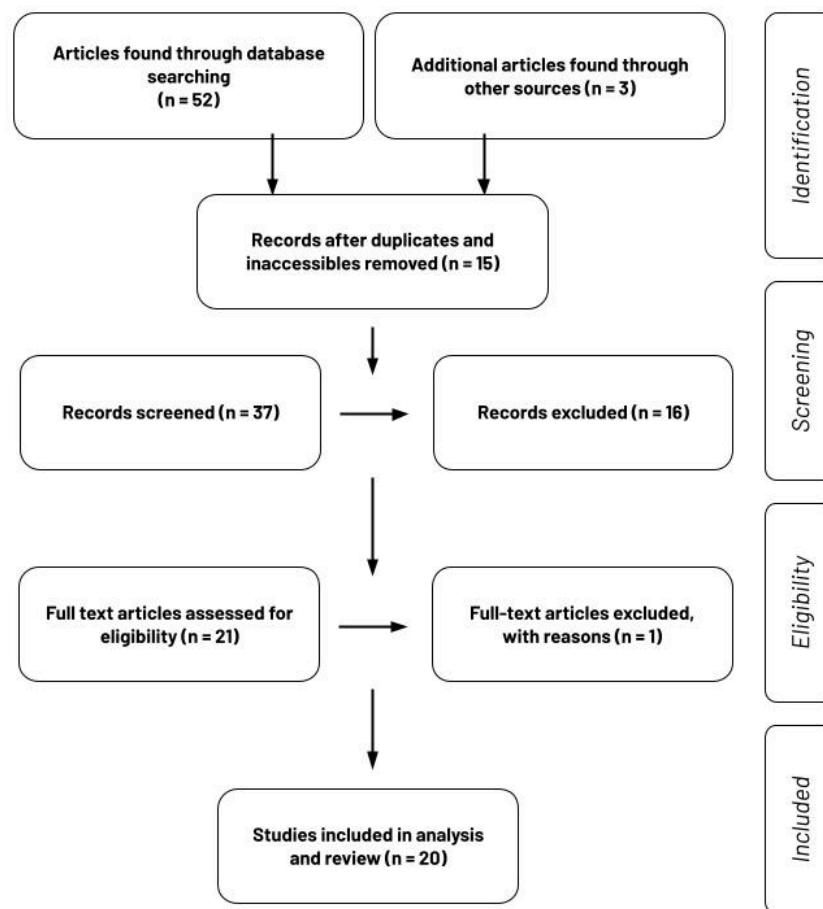 Articles found through database
searching
(n = 52)
Additional articles found through
other sources (n = 3)
Identification
Records after duplicates and
inaccessibles removed (n = 15)
Screening
Records screened (n = 37)
Records excluded (n = 16)
Eligibility
Full text articles assessed for
eligibility (n = 21)
Full-text articles excluded,
with reasons (n = 1)
Included
Studies included in analysis
and review (n = 20)